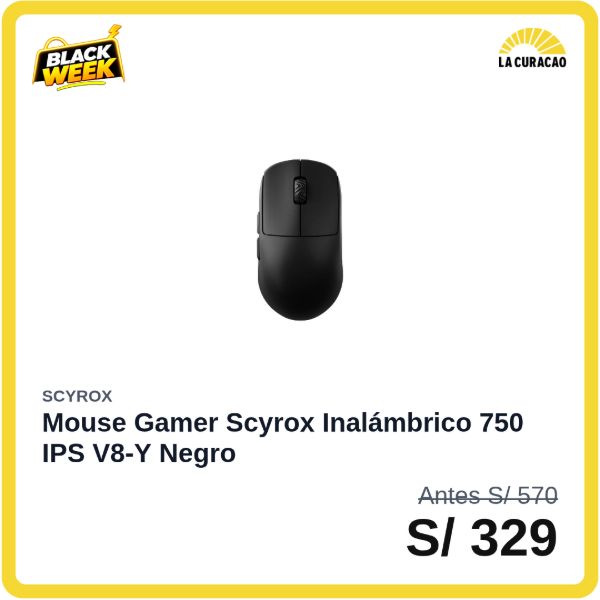 BLACK
WEEK
LA CURACAO
SCYROX
Mouse Gamer Scyrox Inalámbrico 750
IPS V8-Y Negro
Antes S/ 570
S/ 329